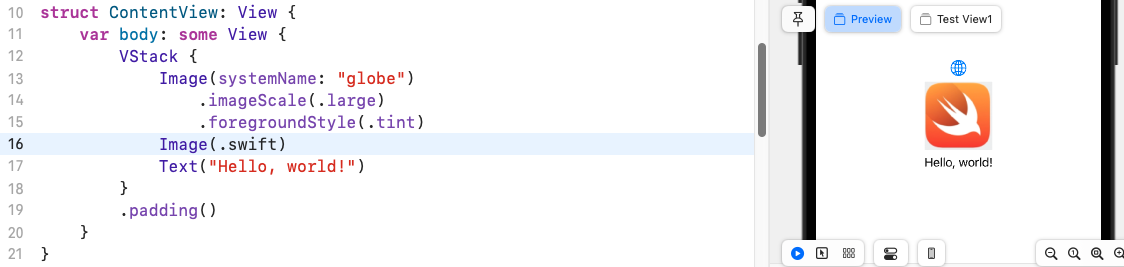 10 struct ContentView: View {
11     var body: some View {
12         VStack {
13             Image(systemName: "globe")
14                 .imageScale(.large)
15                 .foregroundStyle(.tint)
16             Image(.swift)
17             Text("Hello, world!")
18         }
19         .padding()
20     }
21 }
Preview
Test View1
Hello, world!